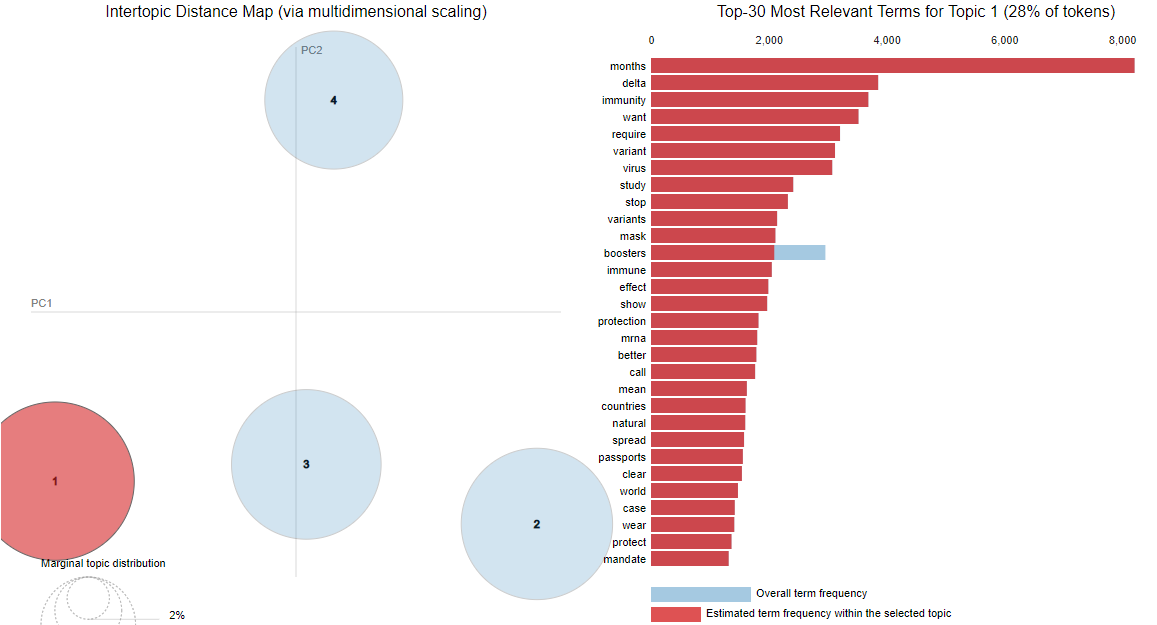 Intertopic Distance Map (via multidimensional scaling)
PC2
4
PC1
3
1
2
Marginal topic distribution
2%
Top-30 Most Relevant Terms for Topic 1 (28% of tokens)
0 2,000 4,000 6,000 8,000
months
delta
immunity
want
require
variant
virus
study
stop
variants
mask
boosters
immune
effect
show
protection
mrna
better
call
mean
countries
natural
spread
passports
clear
world
case
wear
protect
mandate
Overall term frequency
Estimated term frequency within the selected topic